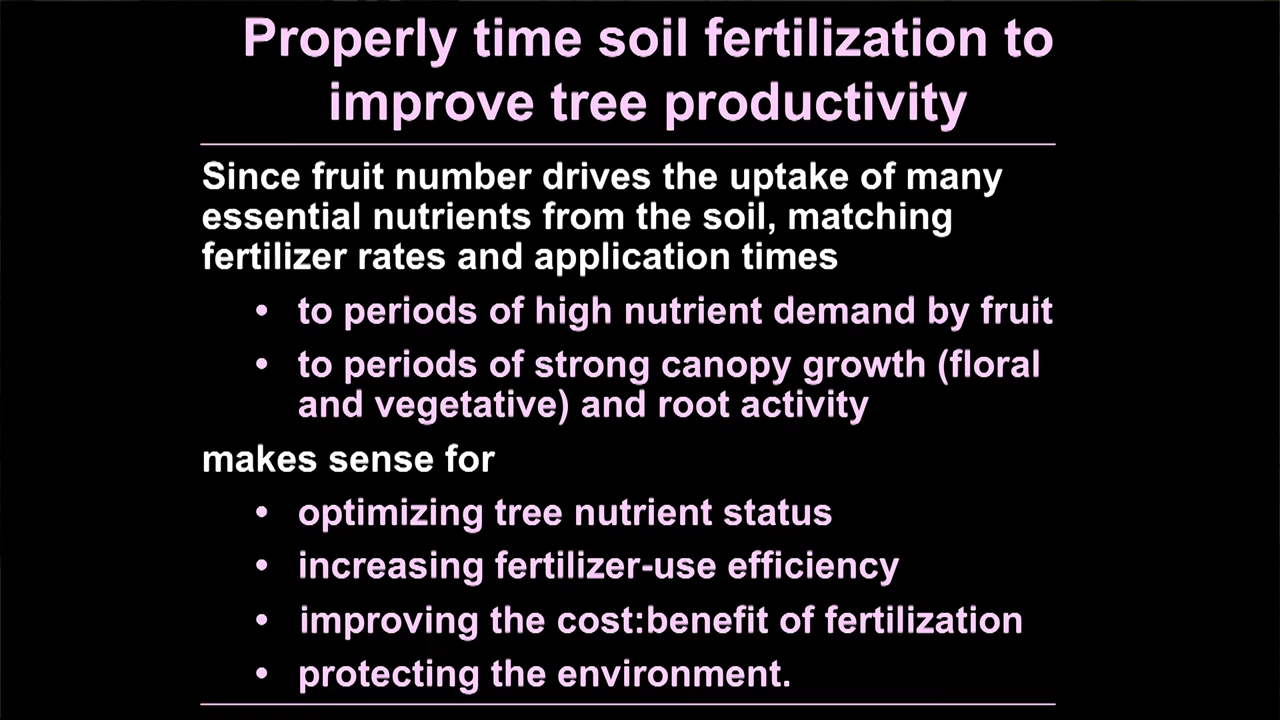 Properly time soil fertilization to
improve tree productivity
Since fruit number drives the uptake of many
essential nutrients from the soil, matching
fertilizer rates and application times
• to periods of high nutrient demand by fruit
• to periods of strong canopy growth (floral
and vegetative) and root activity
makes sense for
• optimizing tree nutrient status
• increasing fertilizer-use efficiency
• improving the cost:benefit of fertilization
• protecting the environment.